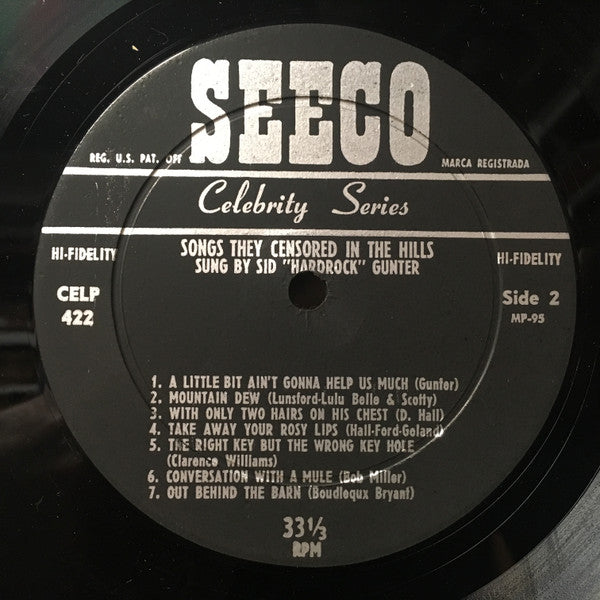 SEECO
REG. U.S. PAT. OFF
MARCA REGISTRADA
Celebrity Series
HI-FIDELITY
SONGS THEY CENSORED IN THE HILLS
SUNG BY SID "HARDROCK" GUNTER
HI-FIDELITY
CELP
422
Side 2
MP-95
1. A LITTLE BIT AIN'T GONNA HELP US MUCH (Gunter)
2. MOUNTAIN DEW (Lunsford-Lulu Belle & Scotty)
3. WITH ONLY TWO HAIRS ON HIS CHEST (D. Hall)
4. TAKE AWAY YOUR ROSY LIPS (Hall-Ford-Goland)
5. THE RIGHT KEY BUT THE WRONG KEY HOLE
(Clarence Williams)
6. CONVERSATION WITH A MULE (Bob Miller)
7. OUT BEHIND THE BARN (Boudleaux Bryant)
33⅓
RPM